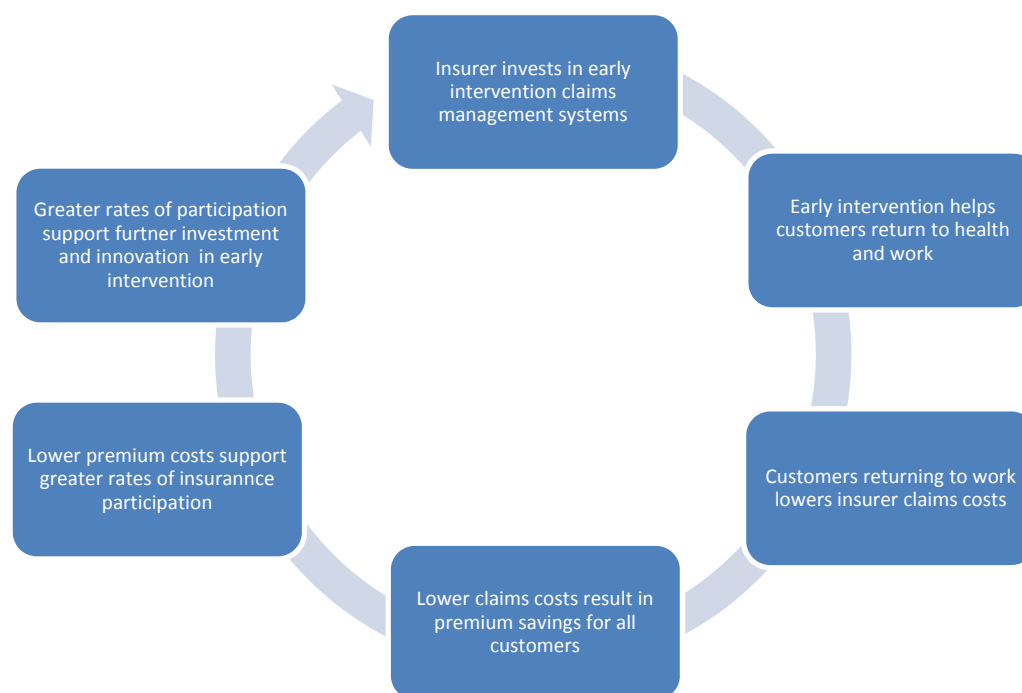 Insurer invests in early
intervention claims
management systems
Early intervention helps
customers return to health
and work
Customers returning to work
lowers insurer claims costs
Lower claims costs result in
premium savings for all
customers
Lower premium costs support
greater rates of insurannce
participation
Greater rates of participation
support furtner investment
and innovation  in early
intervention